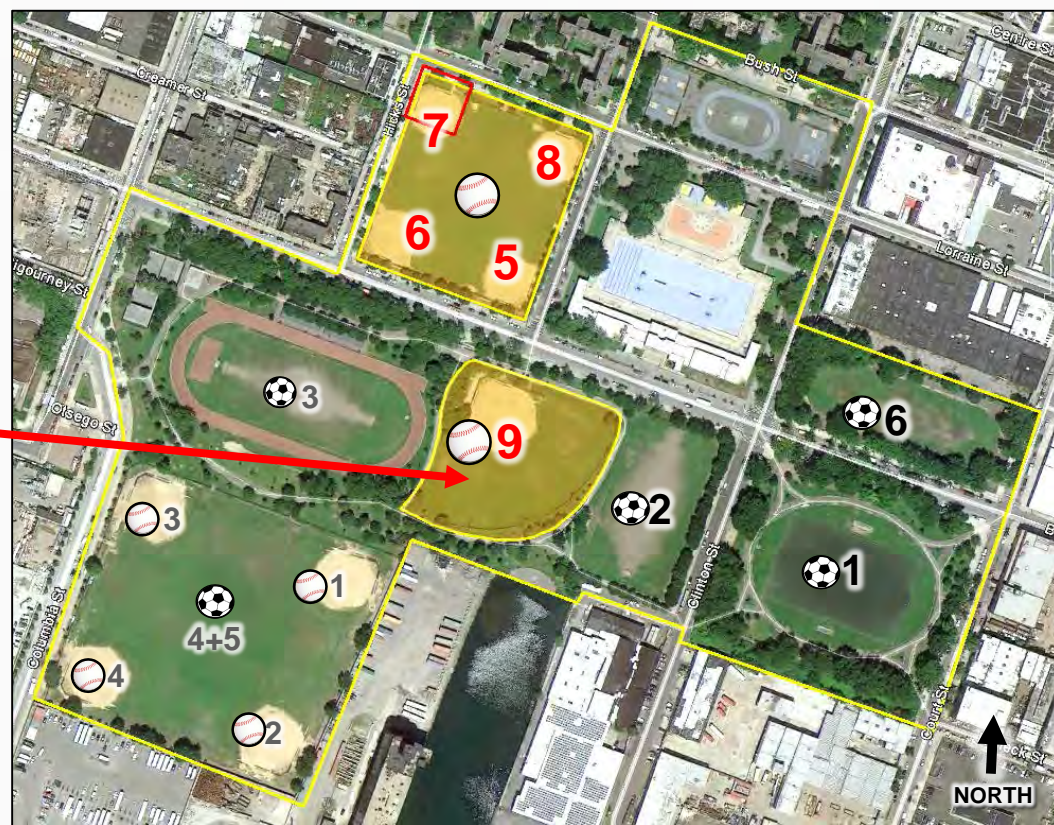 Centre St
Bush St
Creamer St
Hicks St
7
8
6
5
Lorraine St
Sigourney St
3
Otsego St
6
9
2
3
1
1
4+5
Clinton St
Columbia St
4
2
Court St
NORTH